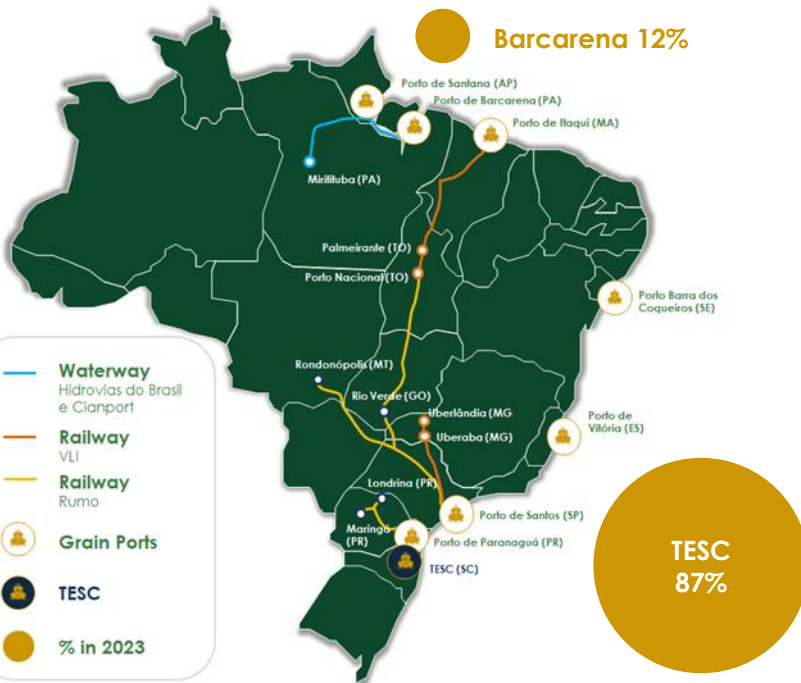 Barcarena 12%
Porto de Santana (AP)
Porto de Barcarena (PA)
Porto de Itaqui (MA)
Miritituba (PA)
Palmeirante (TO)
Porto Nacional (TO)
Porto Barra dos
Coqueiros (SE)
Rondonópolis (MT)
Rio Verde (GO)
Uberlândia (MG
Uberaba (MG)
Porto de
Vitória (ES)
Londrina (PR)
Maringá
(PR)
Porto de Santos (SP)
Porto de Paranaguá (PR)
TESC (SC)
Waterway
Hidrovias do Brasil
e Cianport
Railway
VLI
Railway
Rumo
Grain Ports
TESC
% in 2023
TESC
87%